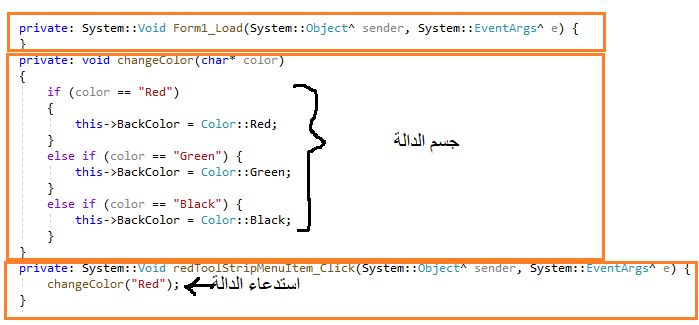 private: System::Void Form1_Load(System::Object^ sender, System::EventArgs^ e) {
}
private: void changeColor(char* color)
{
if (color == "Red")
{
this->BackColor = Color::Red;
}
else if (color == "Green") {
this->BackColor = Color::Green;
}
else if (color == "Black") {
this->BackColor = Color::Black;
}
}
جسم الدالة
private: System::Void redToolStripMenuItem_Click(System::Object^ sender, System::EventArgs^ e) {
changeColor("Red"); استدعاء الدالة
}